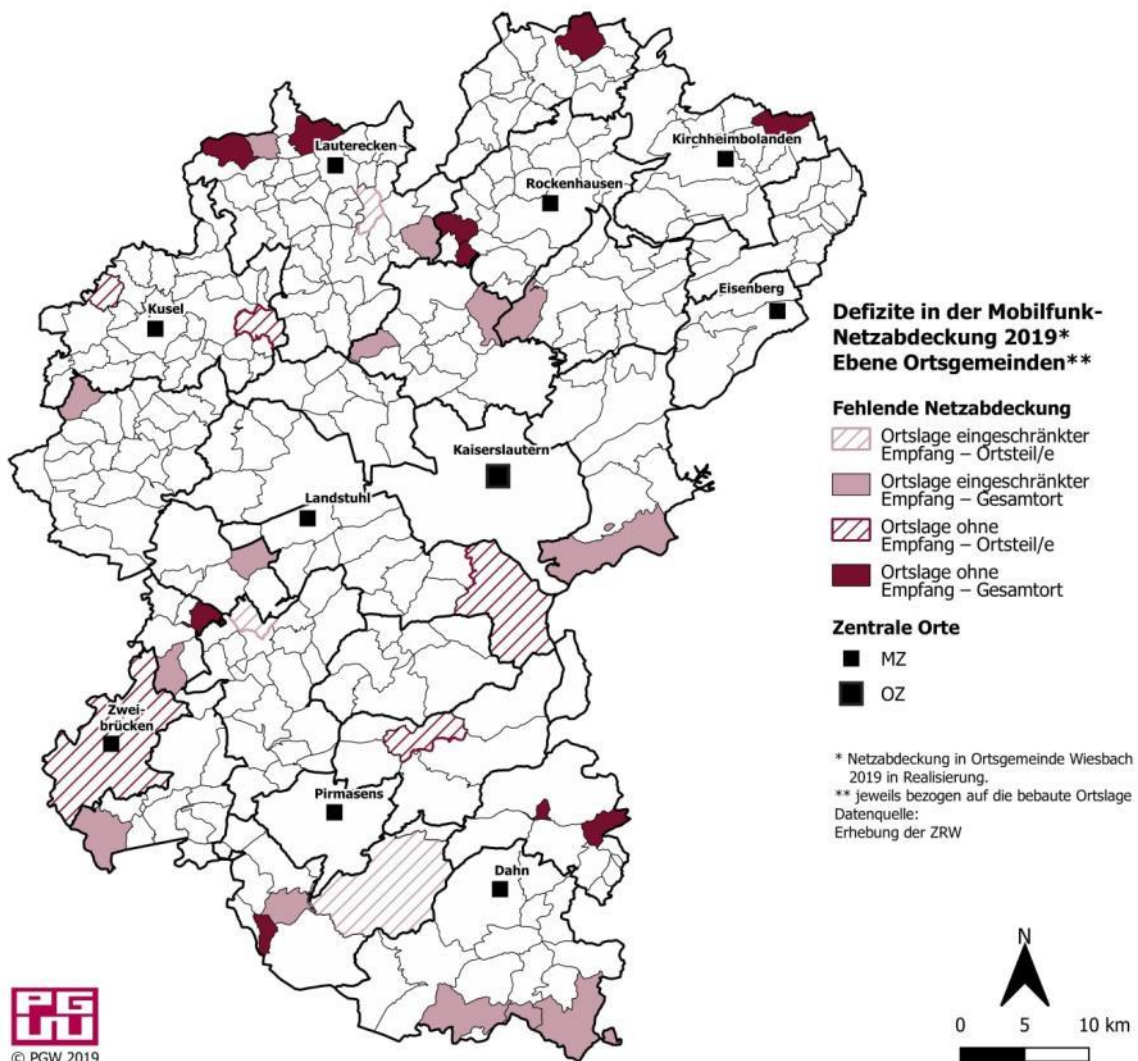 Lauterecken
Kirchheimbolanden
Rockenhausen
Kusel
Eisenberg
Kaiserslautern
Landstuhl
Zwei-
brücken
Pirmasens
Dahn
Defizite in der Mobilfunk-
Netzabdeckung 2019*
Ebene Ortsgemeinden**
Fehlende Netzabdeckung
Ortslage eingeschränkter
Empfang – Ortsteil/e
Ortslage eingeschränkter
Empfang – Gesamtort
Ortslage ohne
Empfang – Ortsteil/e
Ortslage ohne
Empfang – Gesamtort
Zentrale Orte
MZ
OZ
* Netzabdeckung in Ortsgemeinde Wiesbach
2019 in Realisierung.
** jeweils bezogen auf die bebaute Ortslage
Datenquelle:
Erhebung der ZRW
N
0 5 10 km
PGW
© PGW 2019